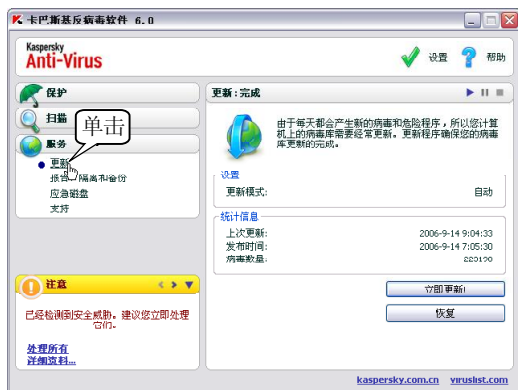 卡巴斯基反病毒软件 6.0
Kaspersky
Anti-Virus
设置
帮助
保护
扫描
单击
服务
更新
报告 隔离和备份
应急磁盘
支持
注意
已经检测到安全威胁。建议您立即处理
它们。
处理所有
详细资料...
更新:完成
由于每天都会产生新的病毒和危险程序,所以您计算
机上的病毒库需要经常更新。更新程序确保您的病毒
库更新的完成。
设置
更新模式:
自动
统计信息
上次更新:
2006-9-14 9:04:33
发布时间:
2006-9-14 7:05:30
病毒数量:
立即更新!
恢复
kaspersky.com.cn
viruslist.com